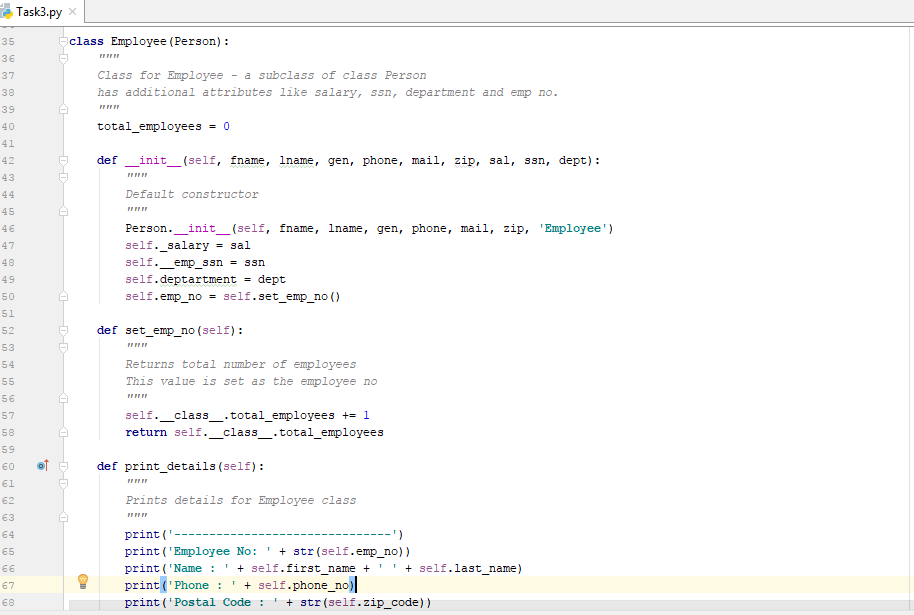 Task3.py
35 class Employee(Person):
36 """
37 Class for Employee - a subclass of class Person
38 has additional attributes like salary, ssn, department and emp no.
39 """
40 total_employees = 0
41
42 def __init__(self, fname, lname, gen, phone, mail, zip, sal, ssn, dept):
43 """
44 Default constructor
45 """
46 Person.__init__(self, fname, lname, gen, phone, mail, zip, 'Employee')
47 self._salary = sal
48 self.__emp_ssn = ssn
49 self.deptartment = dept
50 self.emp_no = self.set_emp_no()
51
52 def set_emp_no(self):
53 """
54 Returns total number of employees
55 This value is set as the employee no
56 """
57 self.__class__.total_employees += 1
58 return self.__class__.total_employees
59
60 def print_details(self):
61 """
62 Prints details for Employee class
63 """
64 print('-------------------------------')
65 print('Employee No: ' + str(self.emp_no))
66 print('Name : ' + self.first_name + ' ' + self.last_name)
67 print('Phone : ' + self.phone_no)
68 print('Postal Code : ' + str(self.zip_code))